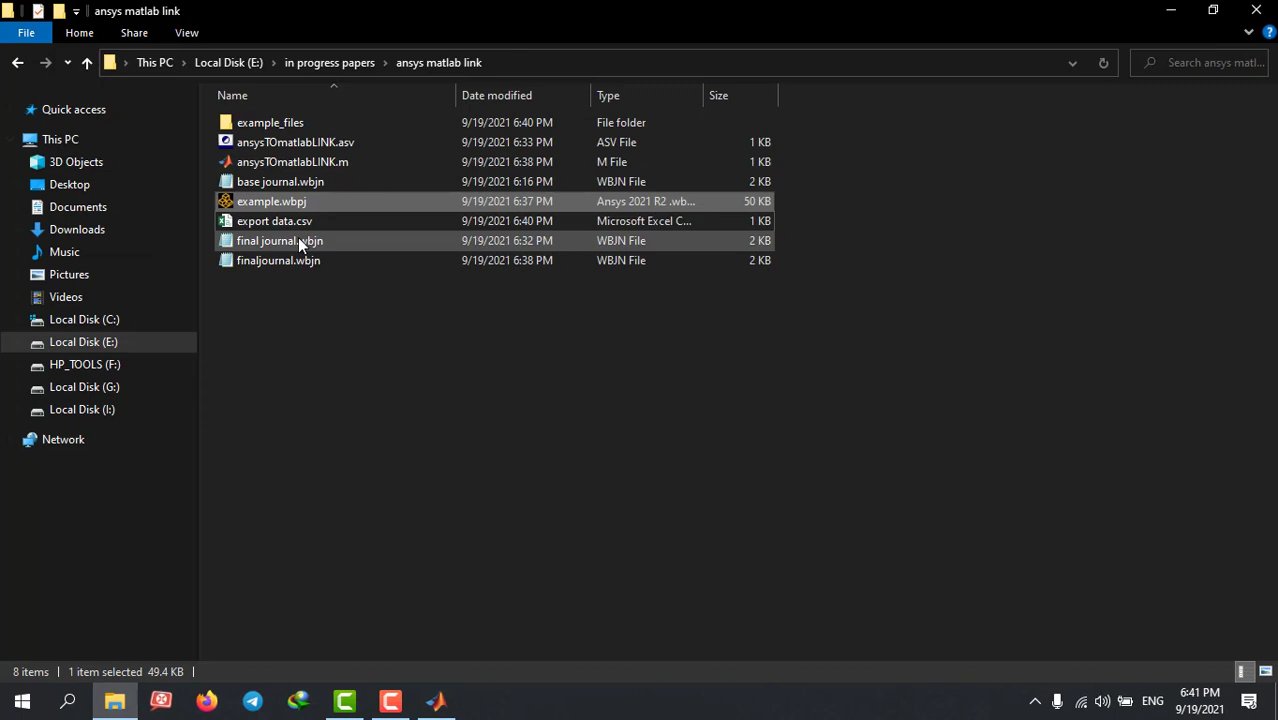 ansys matlab link
File Home Share View
This PC Local Disk (E:) in progress papers ansys matlab link Search ansys matl...
Name Date modified Type Size
Quick access
This PC
3D Objects
Desktop
Documents
Downloads
Music
Pictures
Videos
Local Disk (C:)
Local Disk (E:)
HP_TOOLS (F:)
Local Disk (G:)
Local Disk (I:)
Network
example_files 9/19/2021 6:40 PM File folder
ansysTOmatlabLINK.asv 9/19/2021 6:33 PM ASV File 1 KB
ansysTOmatlabLINK.m 9/19/2021 6:38 PM M File 1 KB
base journal.wbjn 9/19/2021 6:16 PM WBJN File 2 KB
example.wbpj 9/19/2021 6:37 PM Ansys 2021 R2 .wb... 50 KB
export data.csv 9/19/2021 6:40 PM Microsoft Excel C... 1 KB
final journal.wbjn 9/19/2021 6:32 PM WBJN File 2 KB
finaljournal.wbjn 9/19/2021 6:38 PM WBJN File 2 KB
8 items 1 item selected 49.4 KB
ENG
6:41 PM
9/19/2021